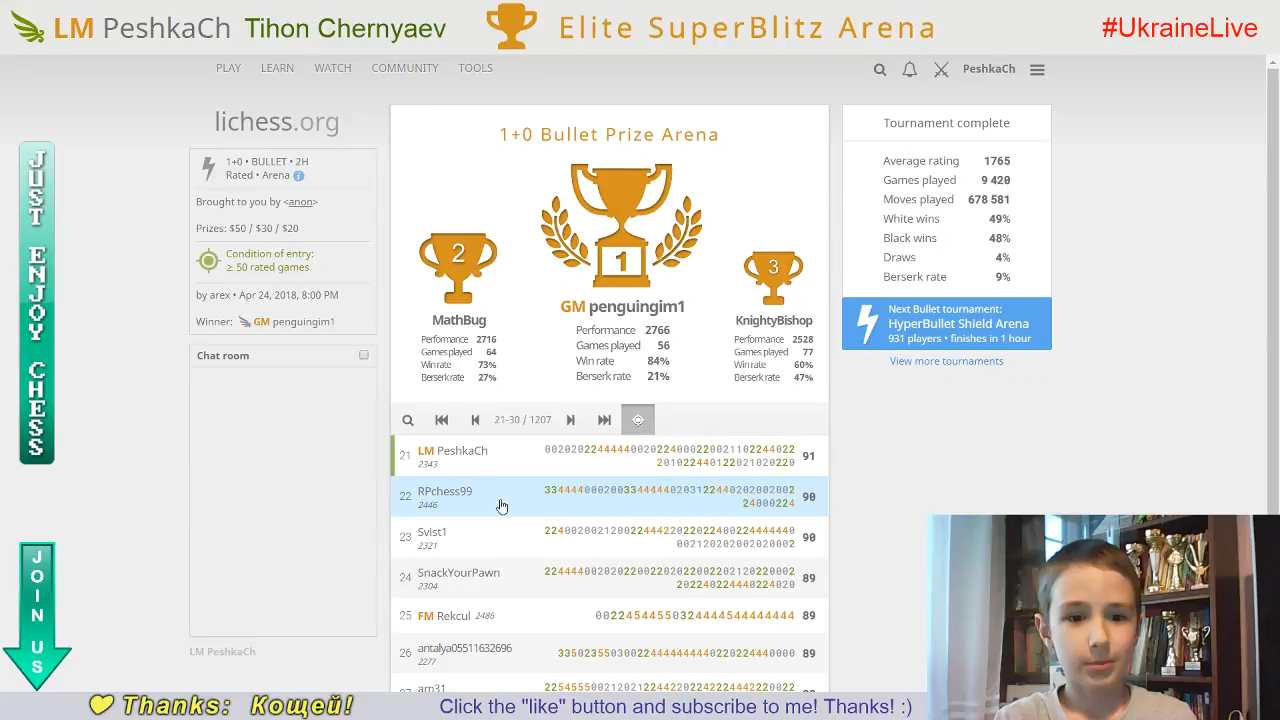 LM PeshkaCh Tihon Chernyaev
Elite SuperBlitz Arena
#UkraineLive
PLAY LEARN WATCH COMMUNITY TOOLS
PeshkaCh
lichess.org
1+0 • BULLET • 2H
Rated • Arena
Brought to you by <anon>
Prizes: $50 / $30 / $20
Condition of entry:
≥ 50 rated games
by arex • Apr 24, 2018, 8:00 PM
Winner: GM penguingim1
Chat room
LM PeshkaCh
JUST ENJOY CHESS
JOIN US
1+0 Bullet Prize Arena
2
1
3
MathBug
Performance 2716
Games played 64
Win rate 73%
Berserk rate 27%
GM penguingim1
Performance 2766
Games played 56
Win rate 84%
Berserk rate 21%
KnightyBishop
Performance 2528
Games played 77
Win rate 60%
Berserk rate 47%
21-30 / 1207
21 LM PeshkaCh 2343 91
22 RPchess99 2446 90
23 Svist1 2321 90
24 SnackYourPawn 2304 89
25 FM Rekcul 2486 89
26 antalya05511632696 2277 89
am31
Tournament complete
Average rating 1765
Games played 9 420
Moves played 678 581
White wins 49%
Black wins 48%
Draws 4%
Berserk rate 9%
Next Bullet tournament:
HyperBullet Shield Arena
931 players • finishes in 1 hour
View more tournaments
Thanks: Кощей!
Click the "like" button and subscribe to me! Thanks! :)